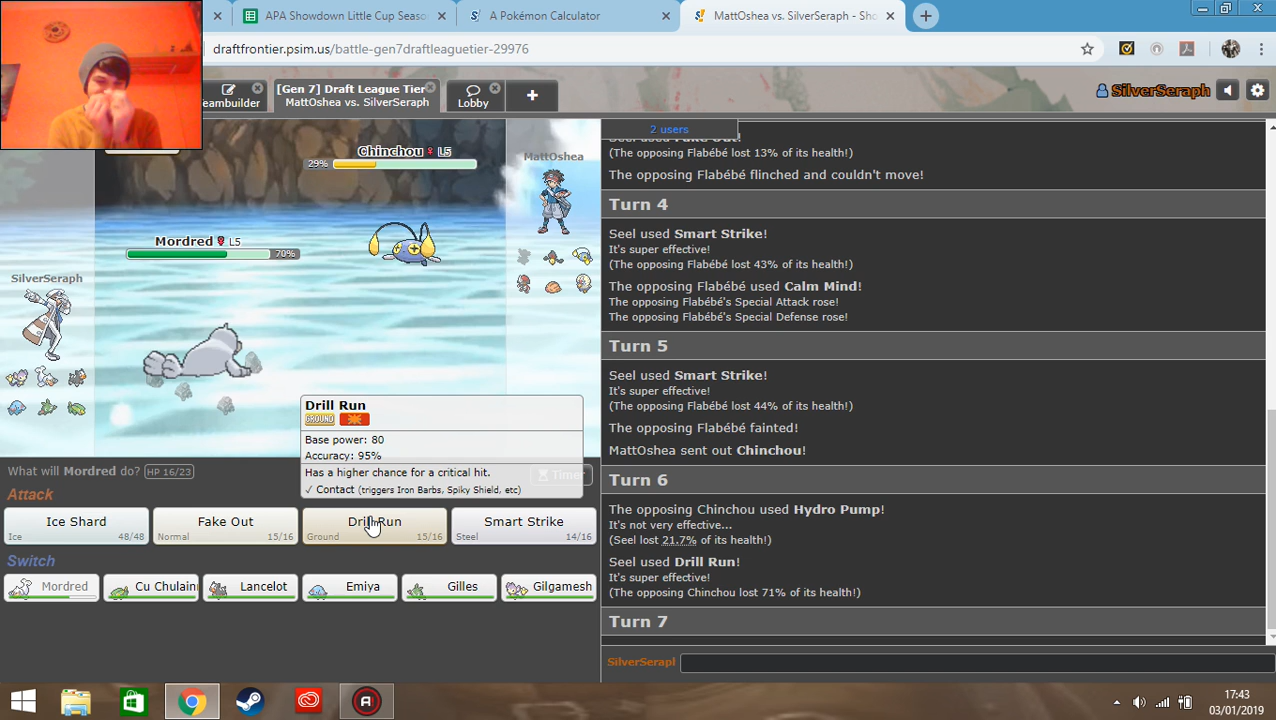 APA Showdown Little Cup Seaso
A Pokémon Calculator
MattOshea vs. SilverSeraph - Sho
draftfrontier.psim.us/battle-gen7draftleaguetier-29976
eambuilder
[Gen 7] Draft League Tier
MattOshea vs. SilverSeraph
Lobby
SilverSeraph
2 users
Chinchou L5
29%
MattOshea
Mordred L5
70%
SilverSeraph
Drill Run
GROUND
Base power: 80
Accuracy: 95%
Has a higher chance for a critical hit.
✓ Contact (triggers Iron Barbs, Spiky Shield, etc)
What will Mordred do? HP 16/23
Timer
Attack
Ice Shard
Ice 48/48
Fake Out
Normal 15/16
Drill Run
Ground 15/16
Smart Strike
Steel 14/16
Switch
Mordred
Cu Chulainn
Lancelot
Emiya
Gilles
Gilgamesh
Seel used Fake Out!
(The opposing Flabébé lost 13% of its health!)
The opposing Flabébé flinched and couldn't move!
Turn 4
Seel used Smart Strike!
It's super effective!
(The opposing Flabébé lost 43% of its health!)
The opposing Flabébé used Calm Mind!
The opposing Flabébé's Special Attack rose!
The opposing Flabébé's Special Defense rose!
Turn 5
Seel used Smart Strike!
It's super effective!
(The opposing Flabébé lost 44% of its health!)
The opposing Flabébé fainted!
MattOshea sent out Chinchou!
Turn 6
The opposing Chinchou used Hydro Pump!
It's not very effective...
(Seel lost 21.7% of its health!)
Seel used Drill Run!
It's super effective!
(The opposing Chinchou lost 71% of its health!)
Turn 7
SilverSerapl
17:43
03/01/2019